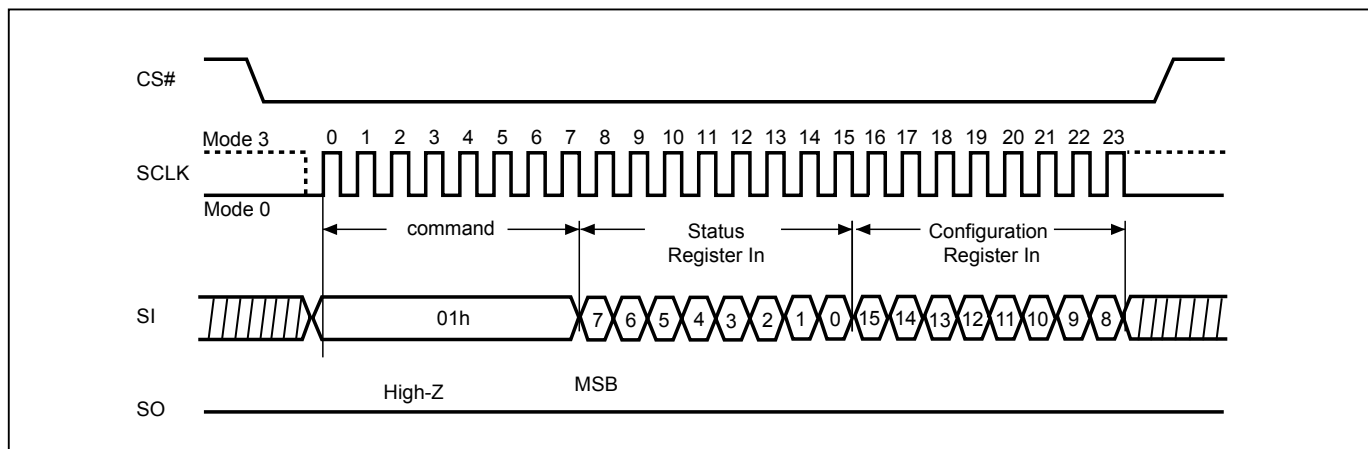 CS#
Mode 3
0 1 2 3 4 5 6 7 8 9 10 11 12 13 14 15 16 17 18 19 20 21 22 23
SCLK
Mode 0
command
Status
Register In
Configuration
Register In
SI
01h
7 6 5 4 3 2 1 0 15 14 13 12 11 10 9 8
High-Z
MSB
SO